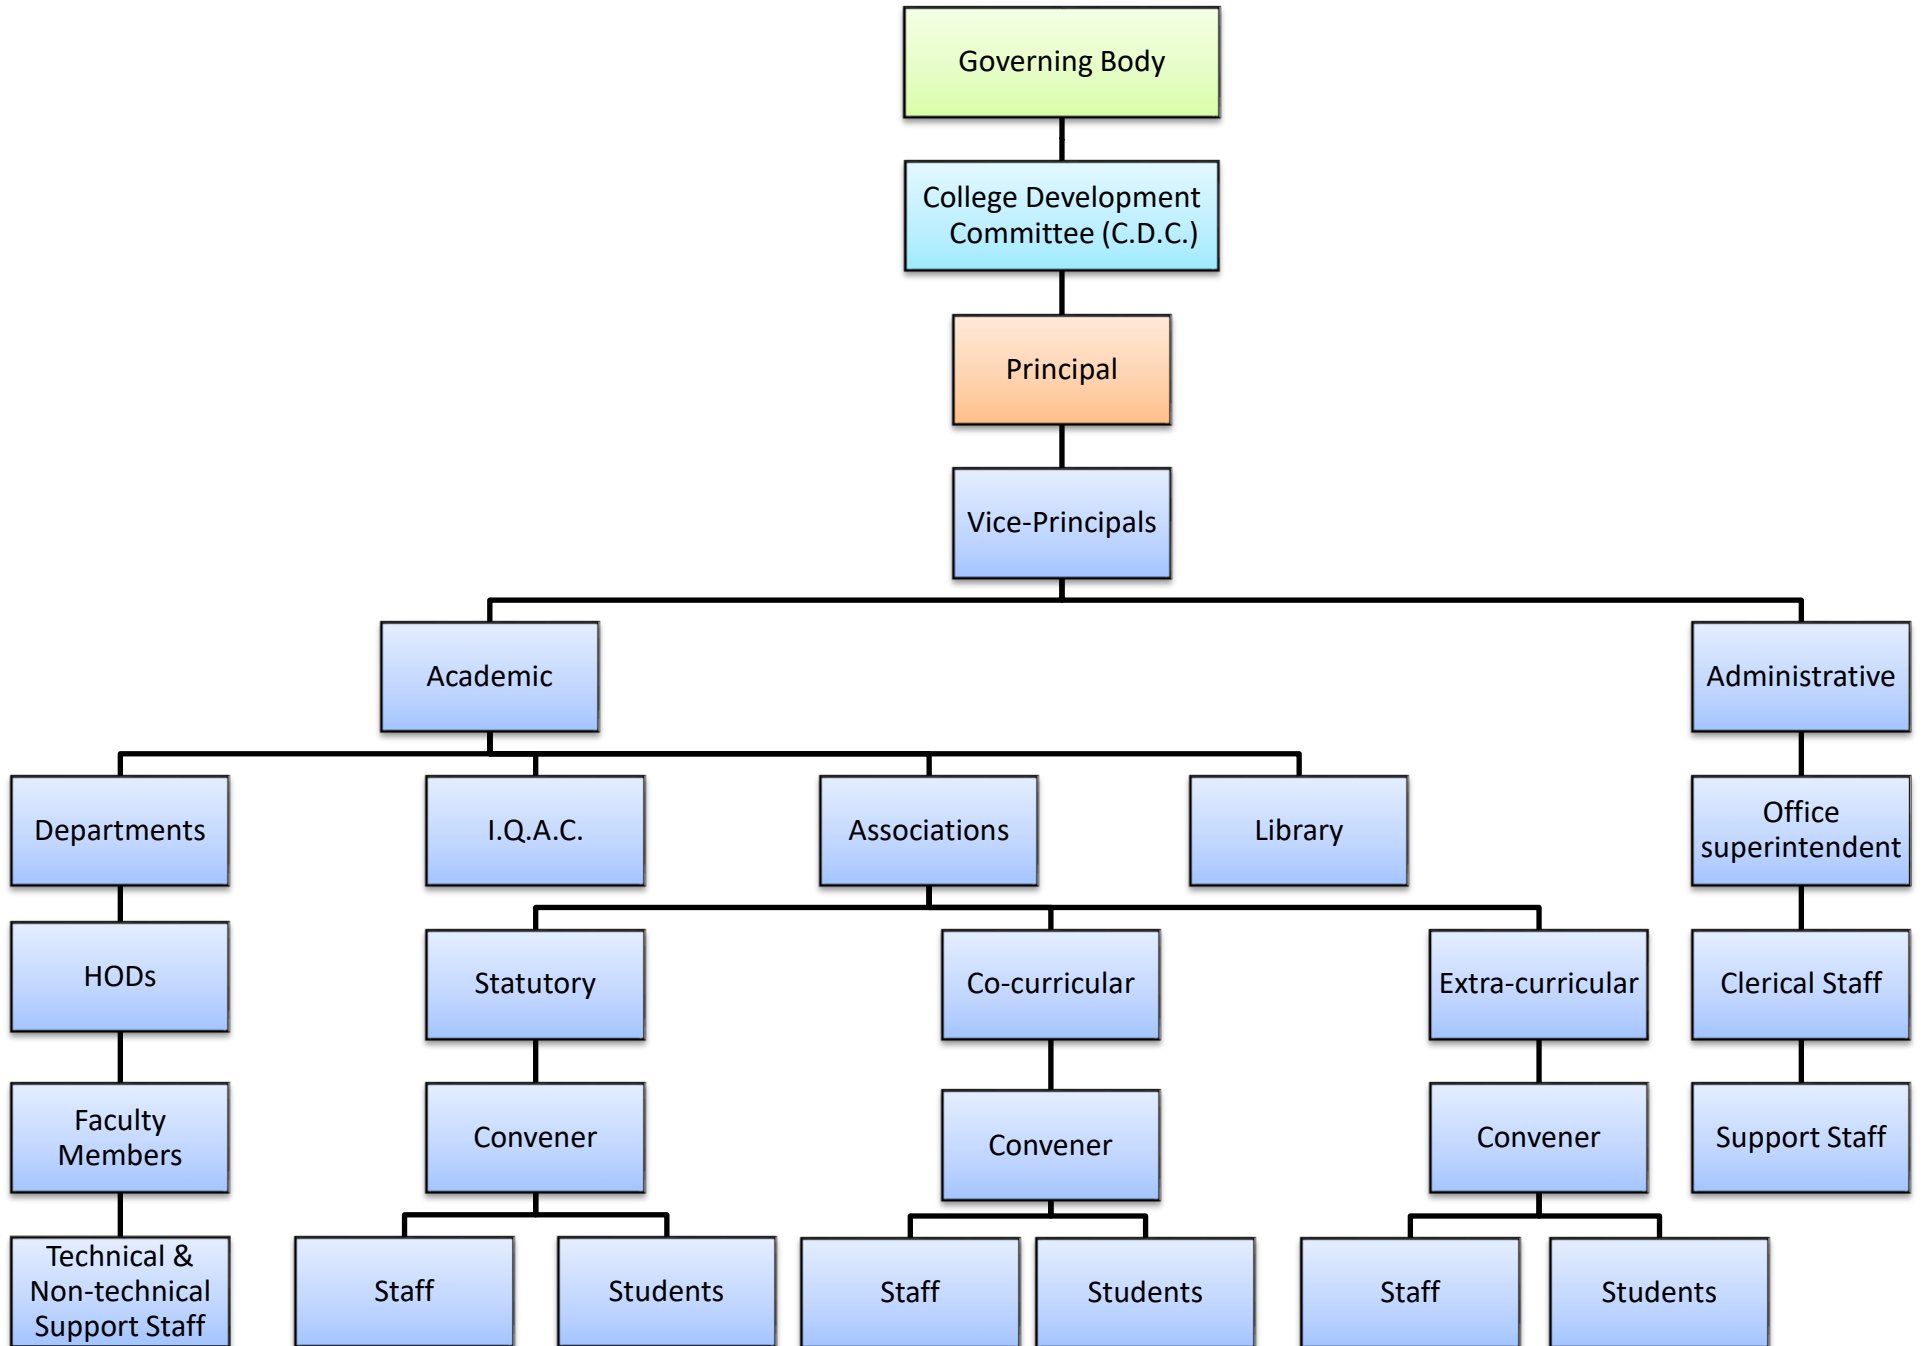 Governing Body
College Development
Committee (C.D.C.)
Principal
Vice-Principals
Academic
Administrative
Departments
I.Q.A.C.
Associations
Library
Office
superintendent
HODs
Statutory
Co-curricular
Extra-curricular
Clerical Staff
Faculty
Members
Convener
Convener
Convener
Support Staff
Technical &
Non-technical
Support Staff
Staff
Students
Staff
Students
Staff
Students